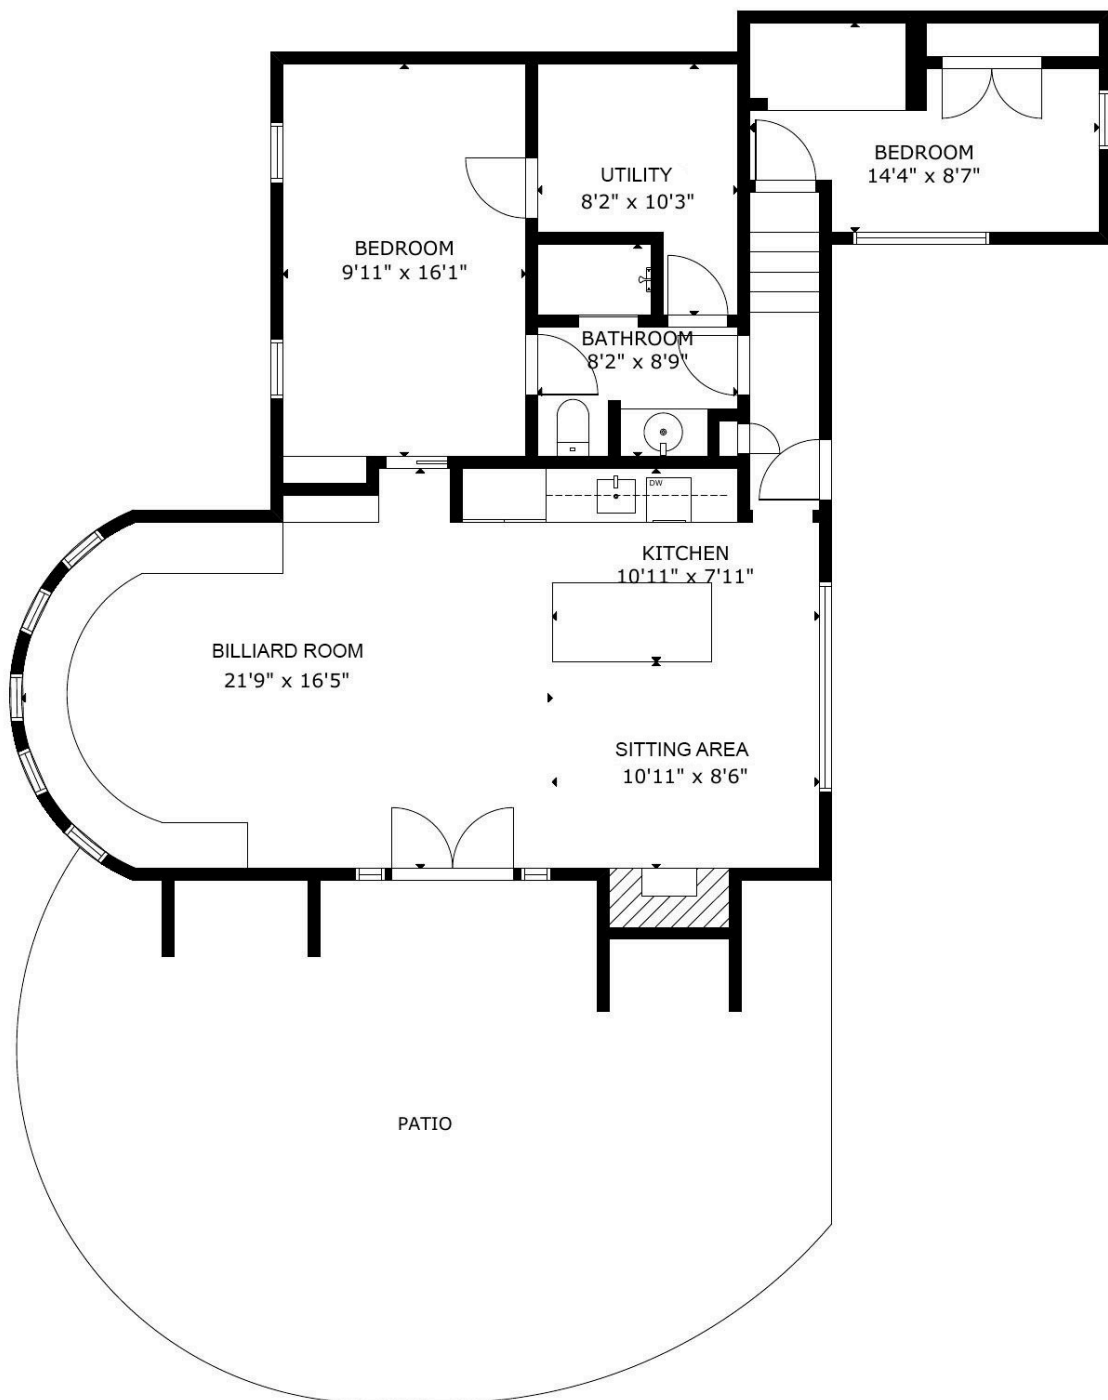 BEDROOM
14'4" x 8'7"
UTILITY
8'2" x 10'3"
BEDROOM
9'11" x 16'1"
BATHROOM
8'2" x 8'9"
DW
KITCHEN
10'11" x 7'11"
BILLIARD ROOM
21'9" x 16'5"
SITTING AREA
10'11" x 8'6"
PATIO